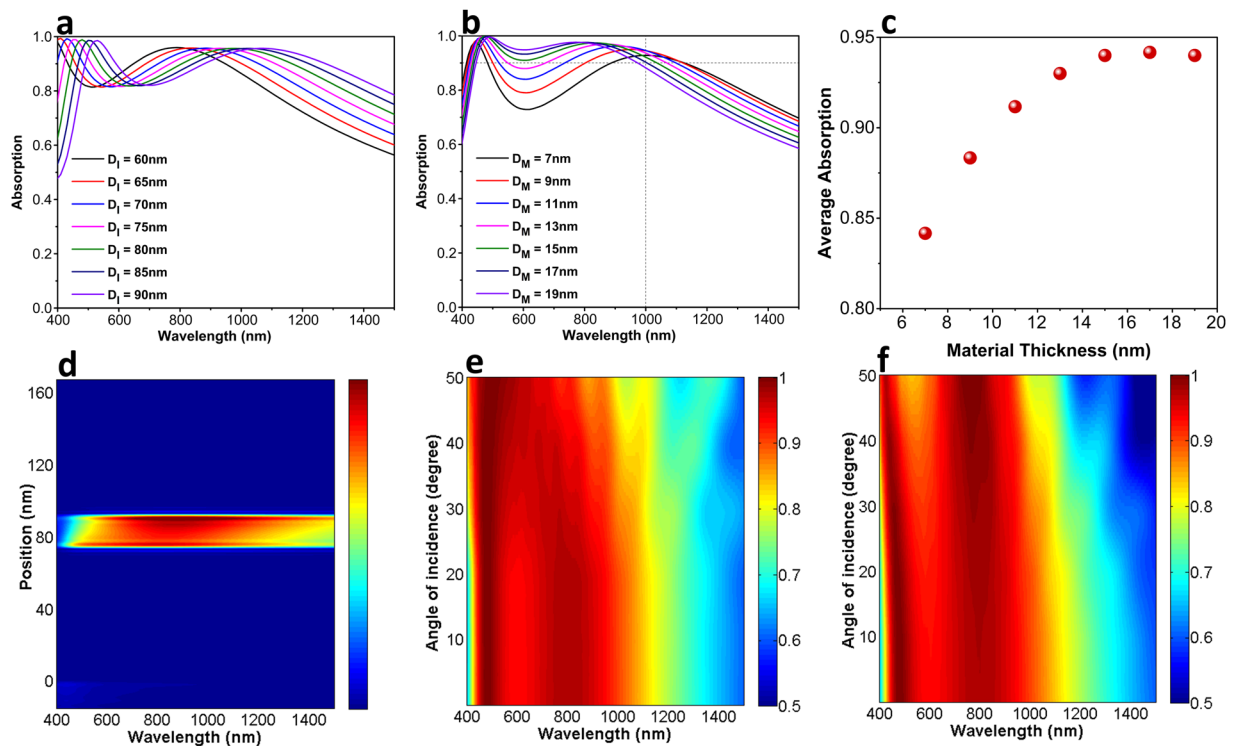 a
b
c
1.0
0.8
0.6
0.4
0.2
0.0
Absorption
D_I = 60nm
D_I = 65nm
D_I = 70nm
D_I = 75nm
D_I = 80nm
D_I = 85nm
D_I = 90nm
400 600 800 1000 1200 1400
Wavelength (nm)
1.0
0.8
0.6
0.4
0.2
0.0
Absorption
D_M = 7nm
D_M = 9nm
D_M = 11nm
D_M = 13nm
D_M = 15nm
D_M = 17nm
D_M = 19nm
400 600 800 1000 1200 1400
Wavelength (nm)
0.95
0.90
0.85
0.80
Average Absorption
6 8 10 12 14 16 18 20
Material Thickness (nm)
d
e
f
160
120
80
40
0
Position (nm)
400 600 800 1000 1200 1400
Wavelength (nm)
50
40
30
20
10
Angle of incidence (degree)
400 600 800 1000 1200 1400
Wavelength (nm)
1
0.9
0.8
0.7
0.6
0.5
50
40
30
20
10
Angle of incidence (degree)
400 600 800 1000 1200 1400
Wavelength (nm)
1
0.9
0.8
0.7
0.6
0.5